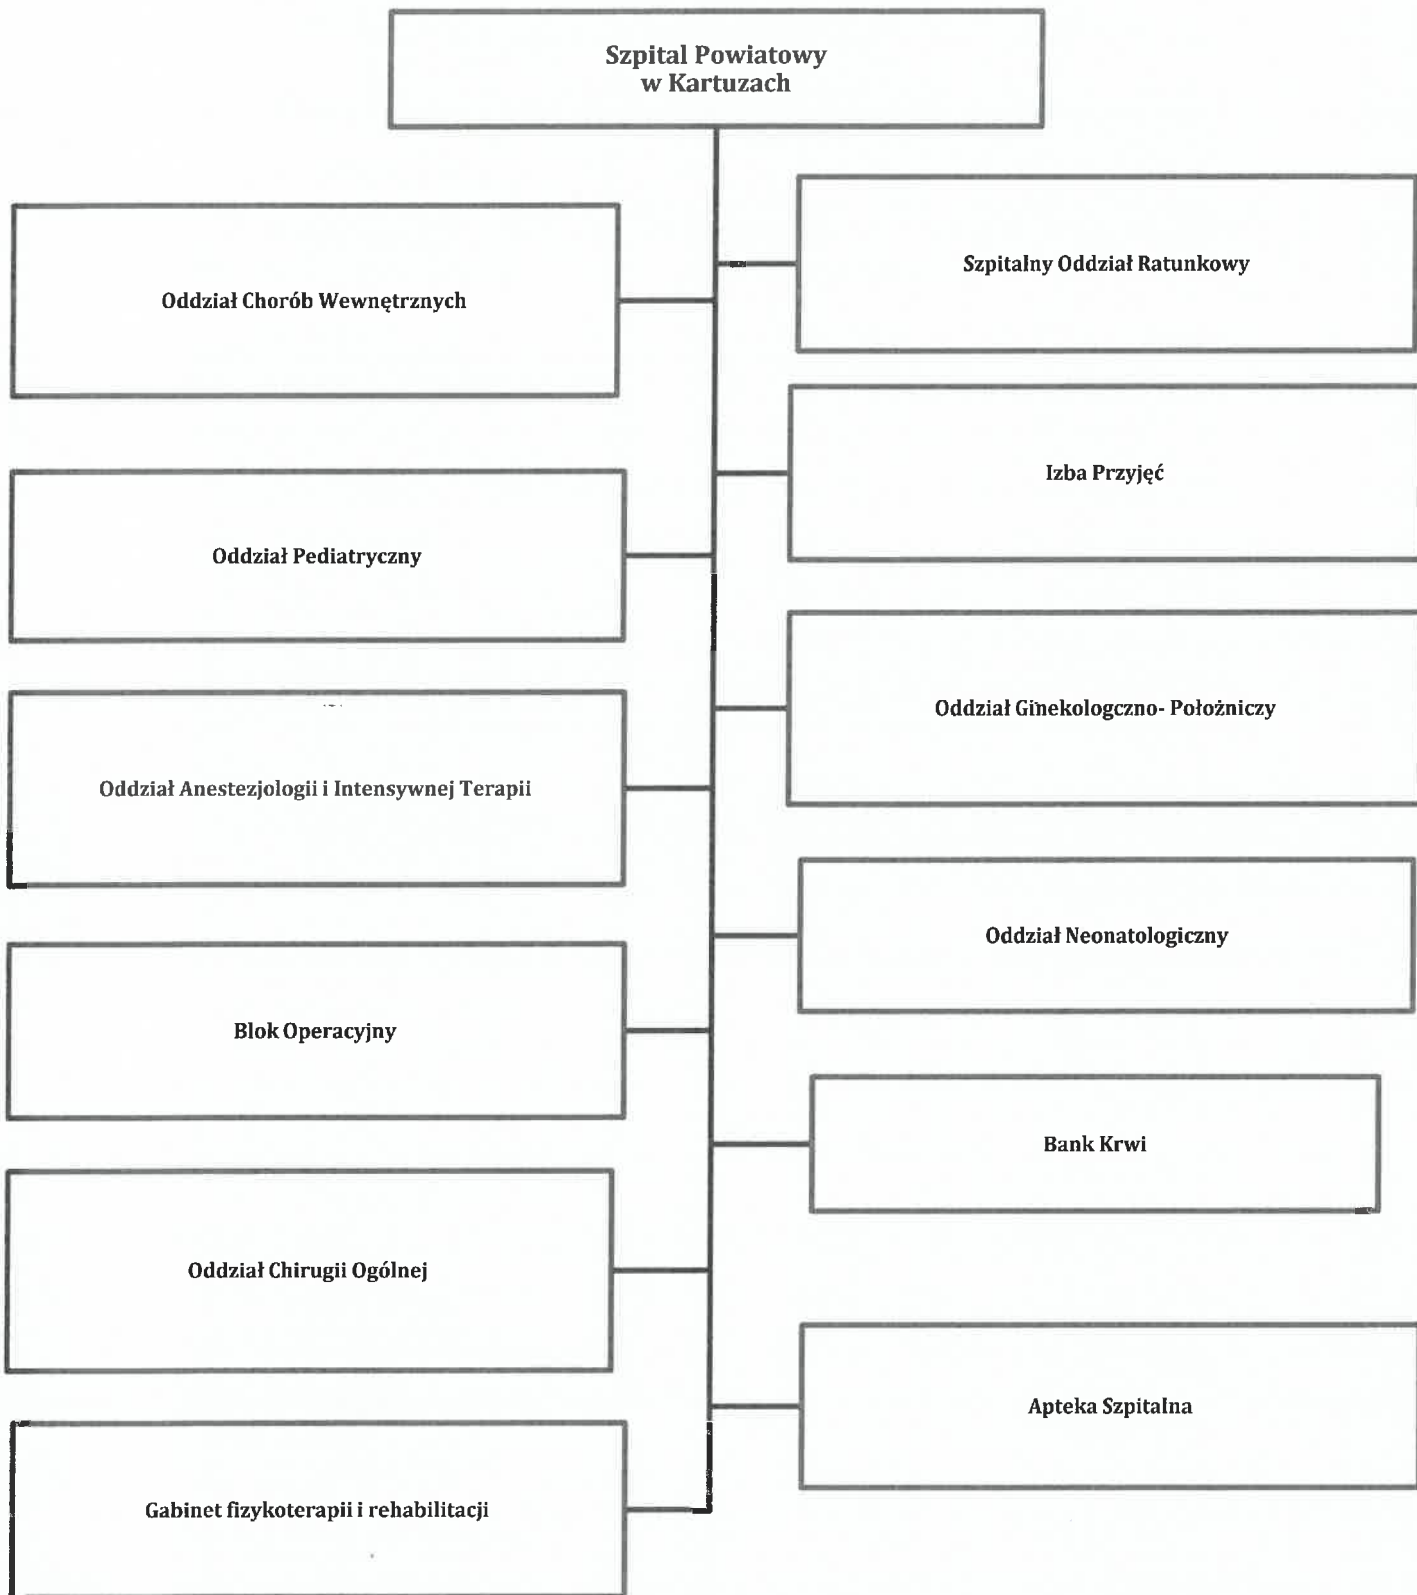 Szpital Powiatowy
w Kartuzach
Szpitalny Oddział Ratunkowy
Oddział Chorób Wewnętrznych
Izba Przyjęć
Oddział Pediatryczny
Oddział Ginekologczno- Położniczy
Oddział Anestezjologii i Intensywnej Terapii
Oddział Neonatologiczny
Blok Operacyjny
Bank Krwi
Oddział Chirugii Ogólnej
Apteka Szpitalna
Gabinet fizykoterapii i rehabilitacji